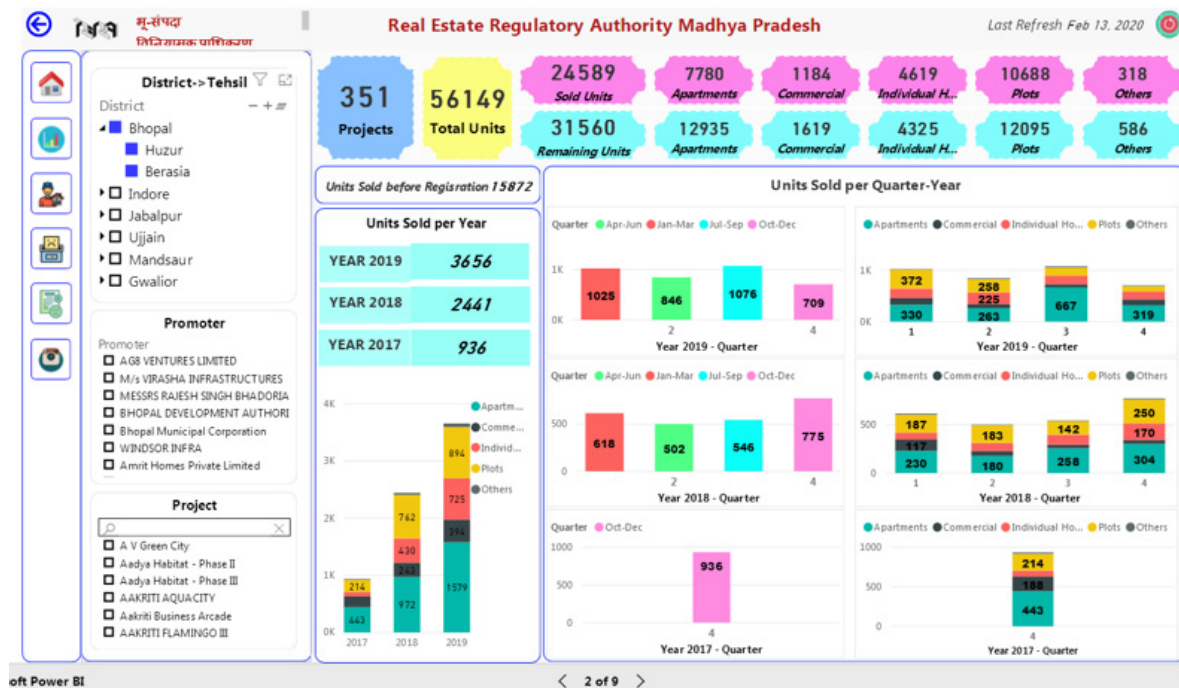 भू-संपदा
विनियामक प्राधिकरण
Real Estate Regulatory Authority Madhya Pradesh
Last Refresh Feb 13, 2020
District->Tehsil
District
Bhopal
Huzur
Berasia
Indore
Jabalpur
Ujjain
Mandsaur
Gwalior
Promoter
Promoter
AG8 VENTURES LIMITED
M/s VIRASHA INFRASTRUCTURES
MESSRS RAJESH SINGH BHADORIA
BHOPAL DEVELOPMENT AUTHORI
Bhopal Municipal Corporation
WINDSOR INFRA
Amrit Homes Private Limited
Project
A V Green City
Aadya Habitat - Phase II
Aadya Habitat - Phase III
AAKRITI AQUACITY
Aakriti Business Arcade
AAKRITI FLAMINGO III
351
Projects
56149
Total Units
24589
Sold Units
7780
Apartments
1184
Commercial
4619
Individual H...
10688
Plots
318
Others
31560
Remaining Units
12935
Apartments
1619
Commercial
4325
Individual H...
12095
Plots
586
Others
Units Sold before Regisration 15872
Units Sold per Year
YEAR 2019 3656
YEAR 2018 2441
YEAR 2017 936
4K
3K
2K
1K
0K
Apartm...
Comme...
Individ...
Plots
Others
214
443
762
430
243
972
894
725
394
1579
2017 2018 2019
Units Sold per Quarter-Year
Quarter Apr-Jun Jan-Mar Jul-Sep Oct-Dec
1K
0K
1025 846 1076 709
2 4
Year 2019 - Quarter
Apartments Commercial Individual Ho... Plots Others
1K
0K
372
330
258
225
263
667
319
1 2 3 4
Year 2019 - Quarter
Quarter Apr-Jun Jan-Mar Jul-Sep Oct-Dec
500
0
618 502 546 775
2 4
Year 2018 - Quarter
Apartments Commercial Individual Ho... Plots Others
500
0
187
117
230
183
180
142
258
250
170
304
1 2 3 4
Year 2018 - Quarter
Quarter Oct-Dec
1000
500
0
936
4
Year 2017 - Quarter
Apartments Commercial Individual Ho... Plots Others
1000
500
0
214
188
443
4
Year 2017 - Quarter
oft Power BI
2 of 9